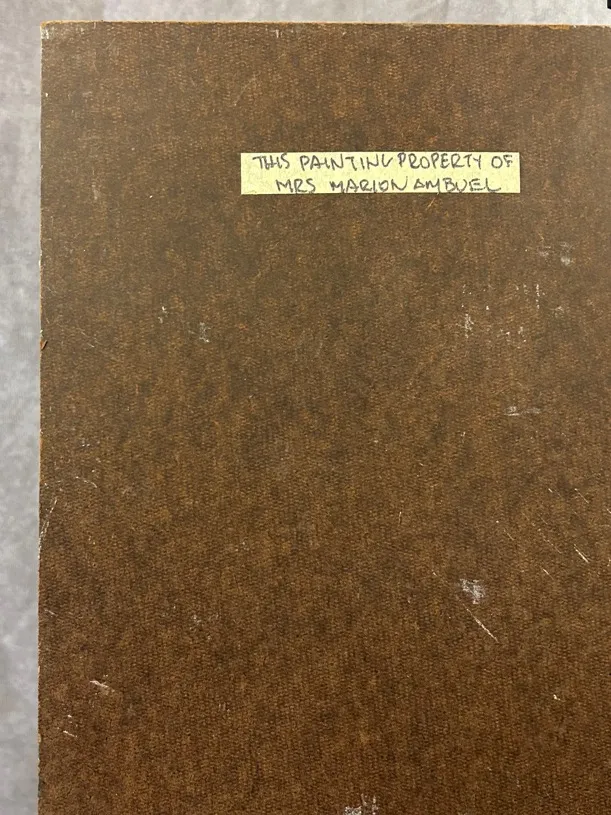 THIS PAINTING PROPERTY OF
MRS MARION AMBUEL